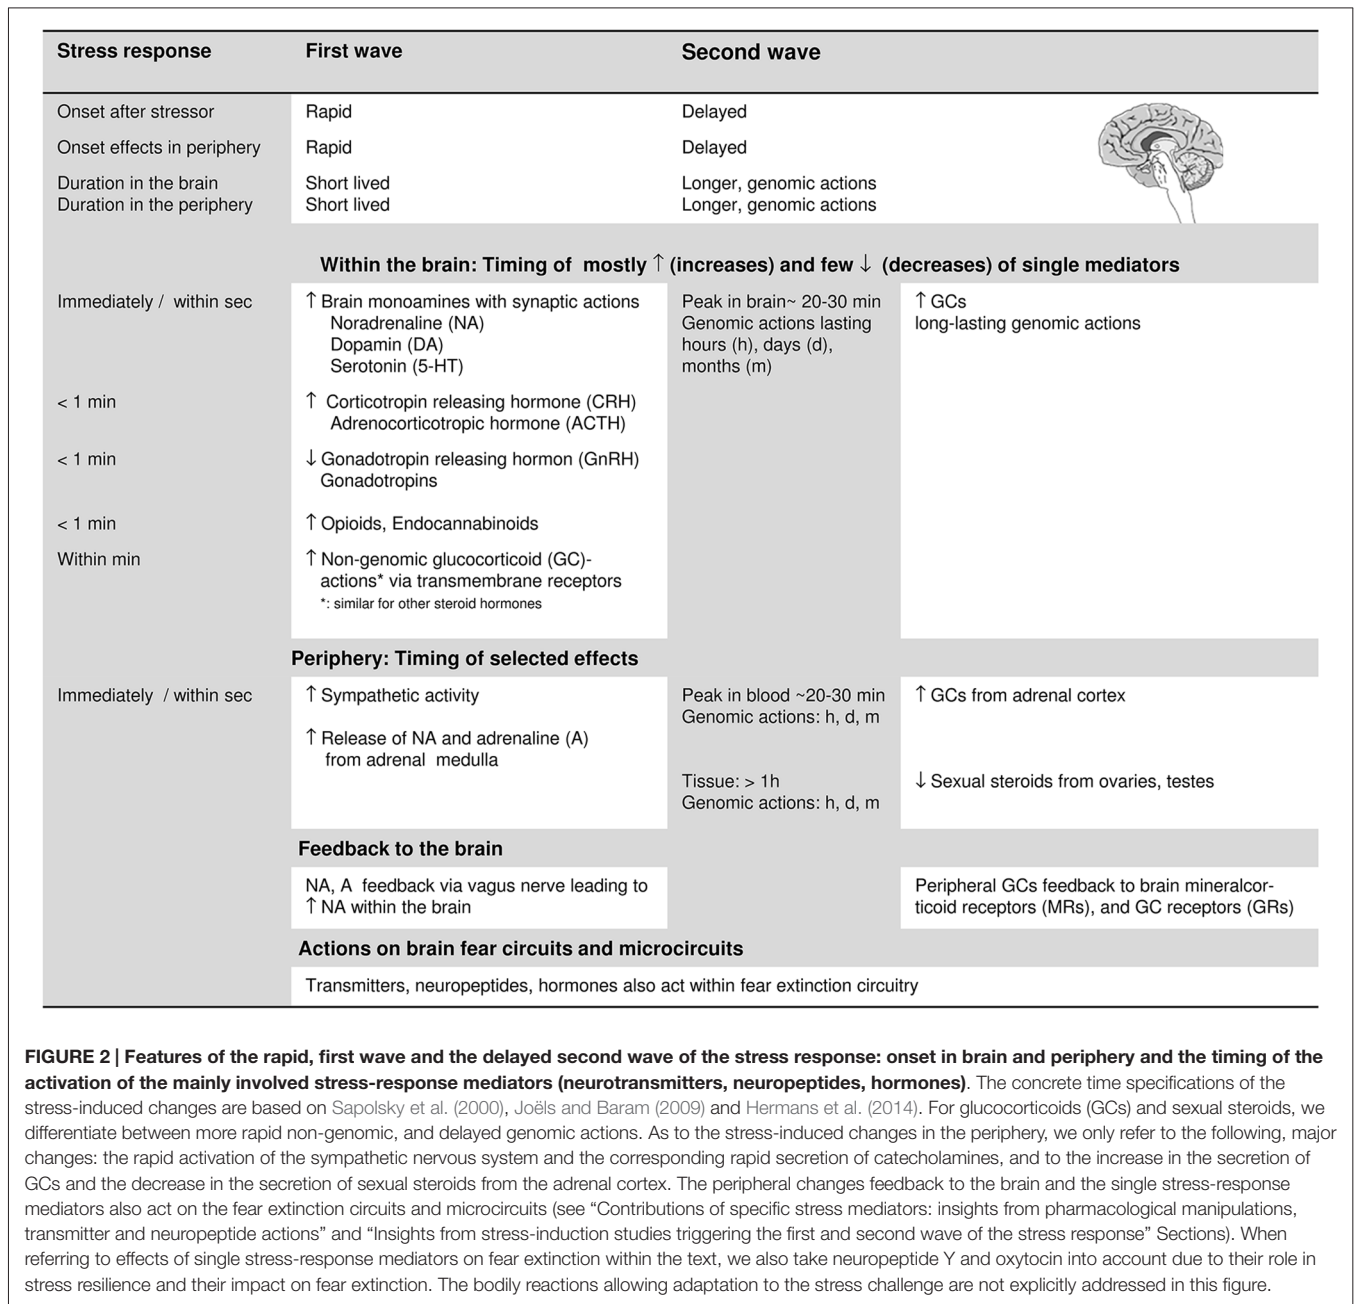 Stress response First wave Second wave
Onset after stressor Rapid Delayed
Onset effects in periphery Rapid Delayed
Duration in the brain Short lived Longer, genomic actions
Duration in the periphery Short lived Longer, genomic actions
Within the brain: Timing of mostly ↑ (increases) and few ↓ (decreases) of single mediators
Immediately / within sec ↑ Brain monoamines with synaptic actions Peak in brain~ 20-30 min ↑ GCs
Noradrenaline (NA) Genomic actions lasting long-lasting genomic actions
Dopamin (DA) hours (h), days (d),
Serotonin (5-HT) months (m)
< 1 min ↑ Corticotropin releasing hormone (CRH)
Adrenocorticotropic hormone (ACTH)
< 1 min ↓ Gonadotropin releasing hormon (GnRH)
Gonadotropins
< 1 min ↑ Opioids, Endocannabinoids
Within min ↑ Non-genomic glucocorticoid (GC)-
actions* via transmembrane receptors
*: similar for other steroid hormones
Periphery: Timing of selected effects
Immediately / within sec ↑ Sympathetic activity Peak in blood ~20-30 min ↑ GCs from adrenal cortex
Genomic actions: h, d, m
↑ Release of NA and adrenaline (A)
from adrenal medulla
Tissue: > 1h ↓ Sexual steroids from ovaries, testes
Genomic actions: h, d, m
Feedback to the brain
NA, A feedback via vagus nerve leading to Peripheral GCs feedback to brain mineralcor-
↑ NA within the brain ticoid receptors (MRs), and GC receptors (GRs)
Actions on brain fear circuits and microcircuits
Transmitters, neuropeptides, hormones also act within fear extinction circuitry
FIGURE 2 | Features of the rapid, first wave and the delayed second wave of the stress response: onset in brain and periphery and the timing of the
activation of the mainly involved stress-response mediators (neurotransmitters, neuropeptides, hormones). The concrete time specifications of the
stress-induced changes are based on Sapolsky et al. (2000), Joëls and Baram (2009) and Hermans et al. (2014). For glucocorticoids (GCs) and sexual steroids, we
differentiate between more rapid non-genomic, and delayed genomic actions. As to the stress-induced changes in the periphery, we only refer to the following, major
changes: the rapid activation of the sympathetic nervous system and the corresponding rapid secretion of catecholamines, and to the increase in the secretion of
GCs and the decrease in the secretion of sexual steroids from the adrenal cortex. The peripheral changes feedback to the brain and the single stress-response
mediators also act on the fear extinction circuits and microcircuits (see “Contributions of specific stress mediators: insights from pharmacological manipulations,
transmitter and neuropeptide actions” and “Insights from stress-induction studies triggering the first and second wave of the stress response” Sections). When
referring to effects of single stress-response mediators on fear extinction within the text, we also take neuropeptide Y and oxytocin into account due to their role in
stress resilience and their impact on fear extinction. The bodily reactions allowing adaptation to the stress challenge are not explicitly addressed in this figure.